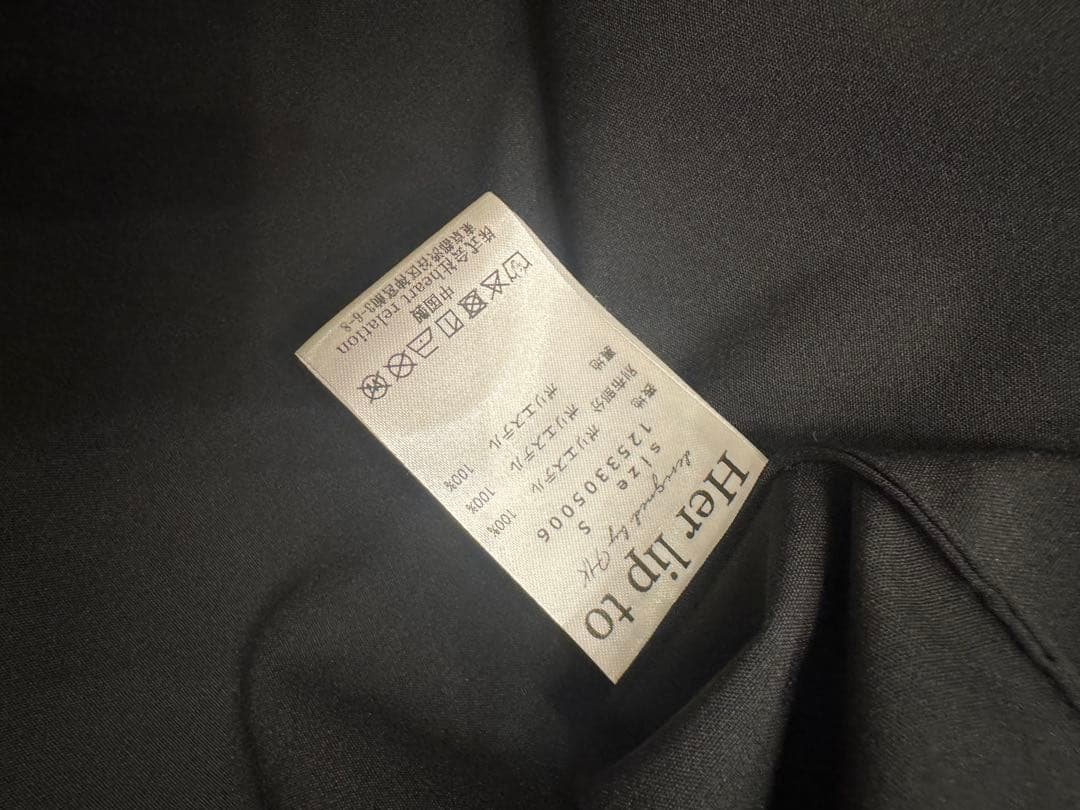 Her lip to
designed by HK
size S
1253305006
表地 ポリエステル 100%
別布部分 ポリエステル 100%
裏地 ポリエステル 100%
中国製
株式会社heart relation
東京都渋谷区神宮前3-6-8